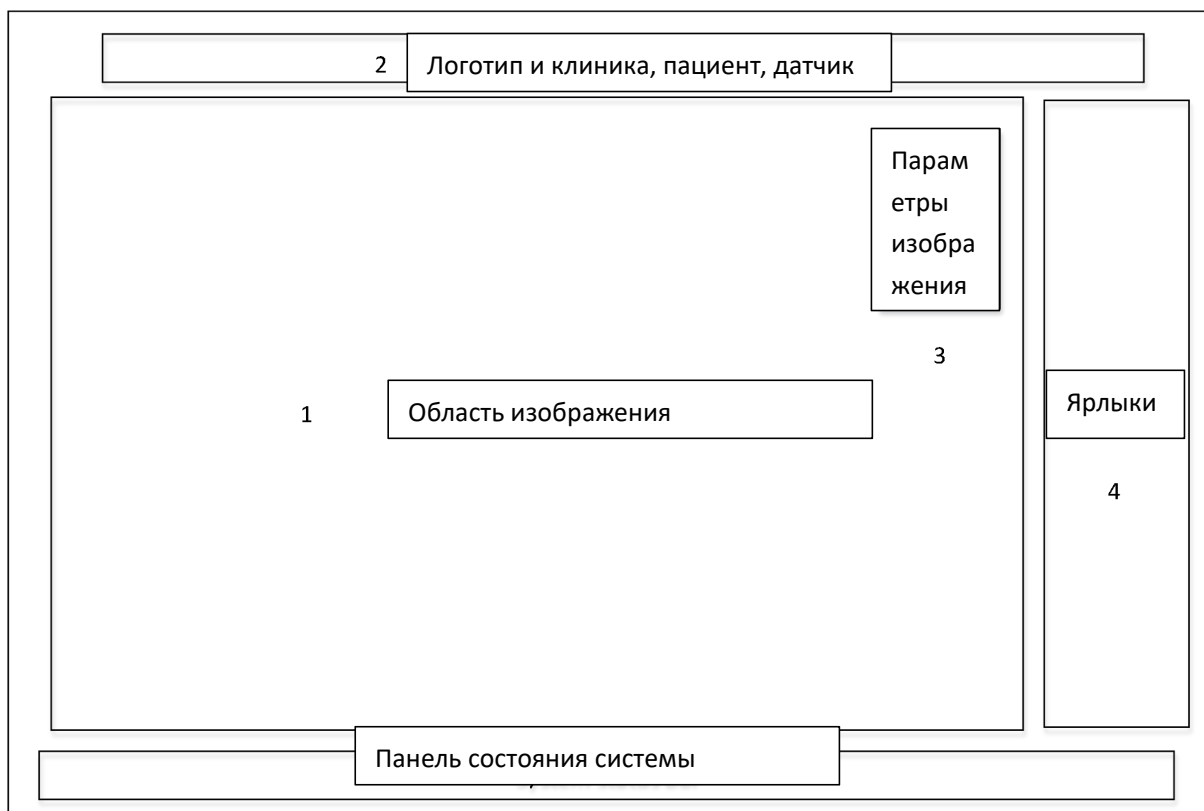 2 Логотип и клиника, пациент, датчик
Парам
етры
изобра
жения
3
1 Область изображения
Ярлыки
4
Панель состояния системы